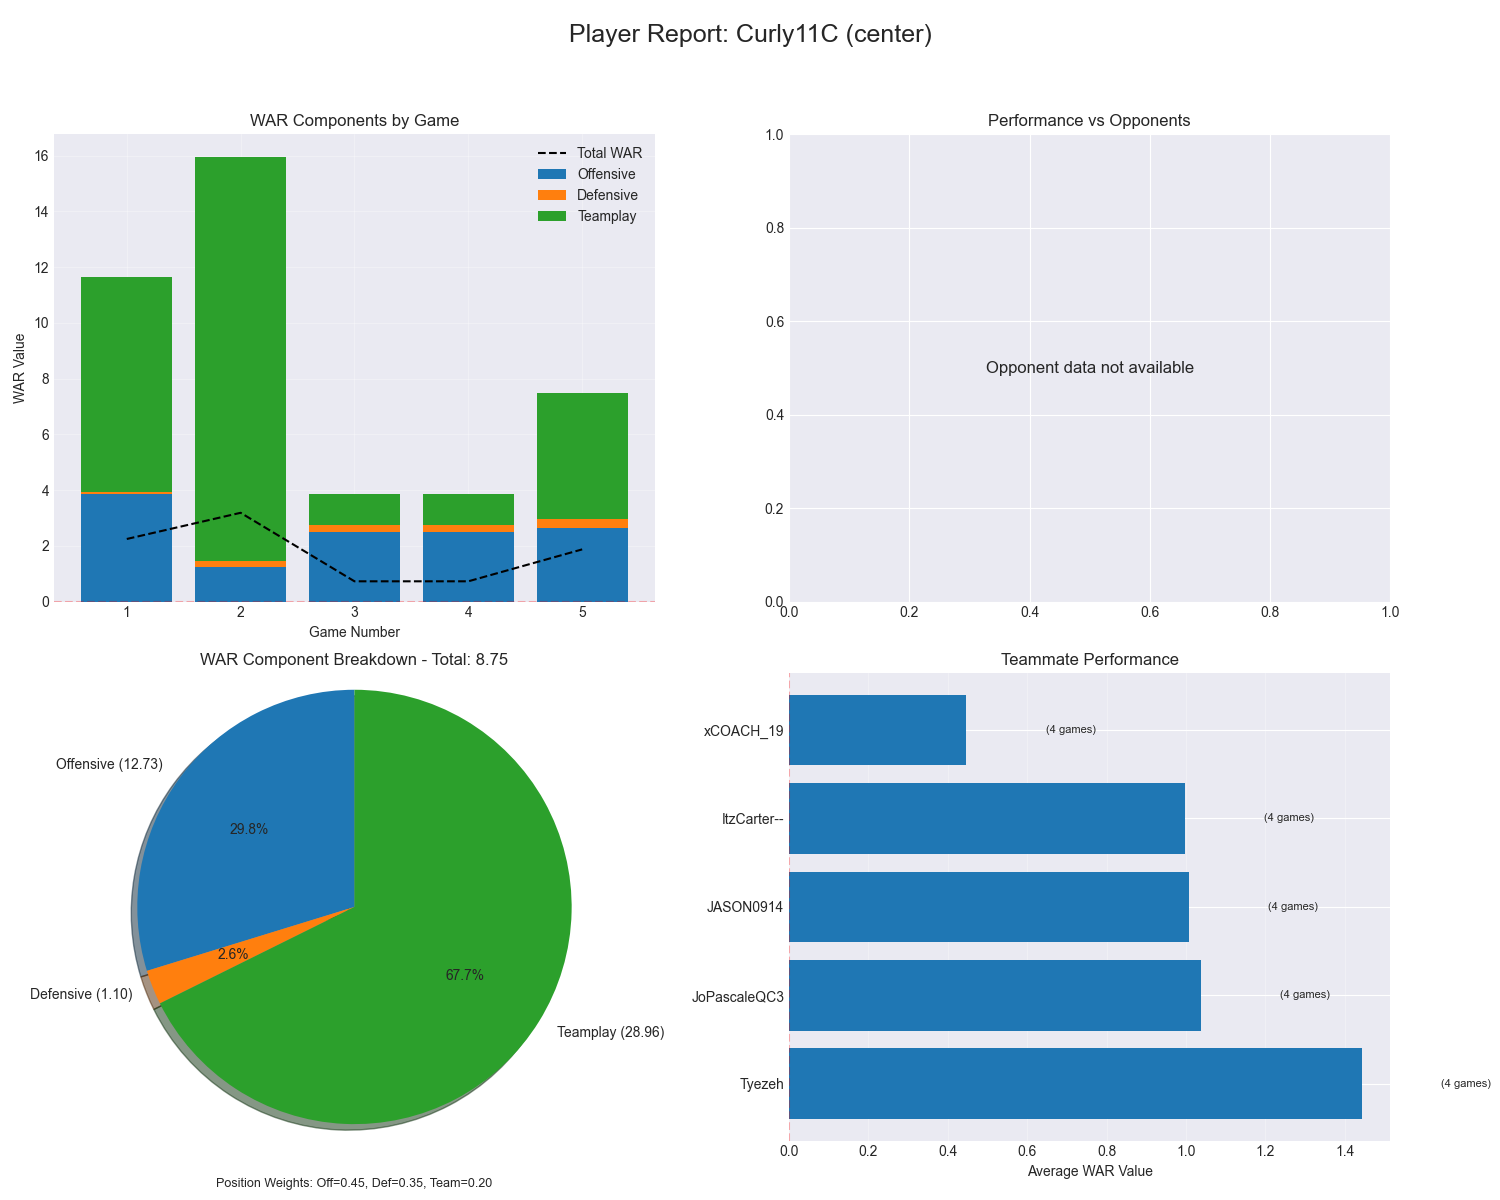 Player Report: Curly11C (center)
WAR Components by Game
16
14
12
10
8
6
4
2
0
WAR Value
1 2 3 4 5
Game Number
Total WAR
Offensive
Defensive
Teamplay
Performance vs Opponents
1.0
0.8
0.6
0.4
0.2
0.0
Opponent data not available
0.0 0.2 0.4 0.6 0.8 1.0
WAR Component Breakdown - Total: 8.75
Offensive (12.73)
29.8%
2.6%
Defensive (1.10)
67.7%
Teamplay (28.96)
Position Weights: Off=0.45, Def=0.35, Team=0.20
Teammate Performance
xCOACH_19 (4 games)
ItzCarter-- (4 games)
JASON0914 (4 games)
JoPascaleQC3 (4 games)
Tyezeh (4 games)
0.0 0.2 0.4 0.6 0.8 1.0 1.2 1.4
Average WAR Value